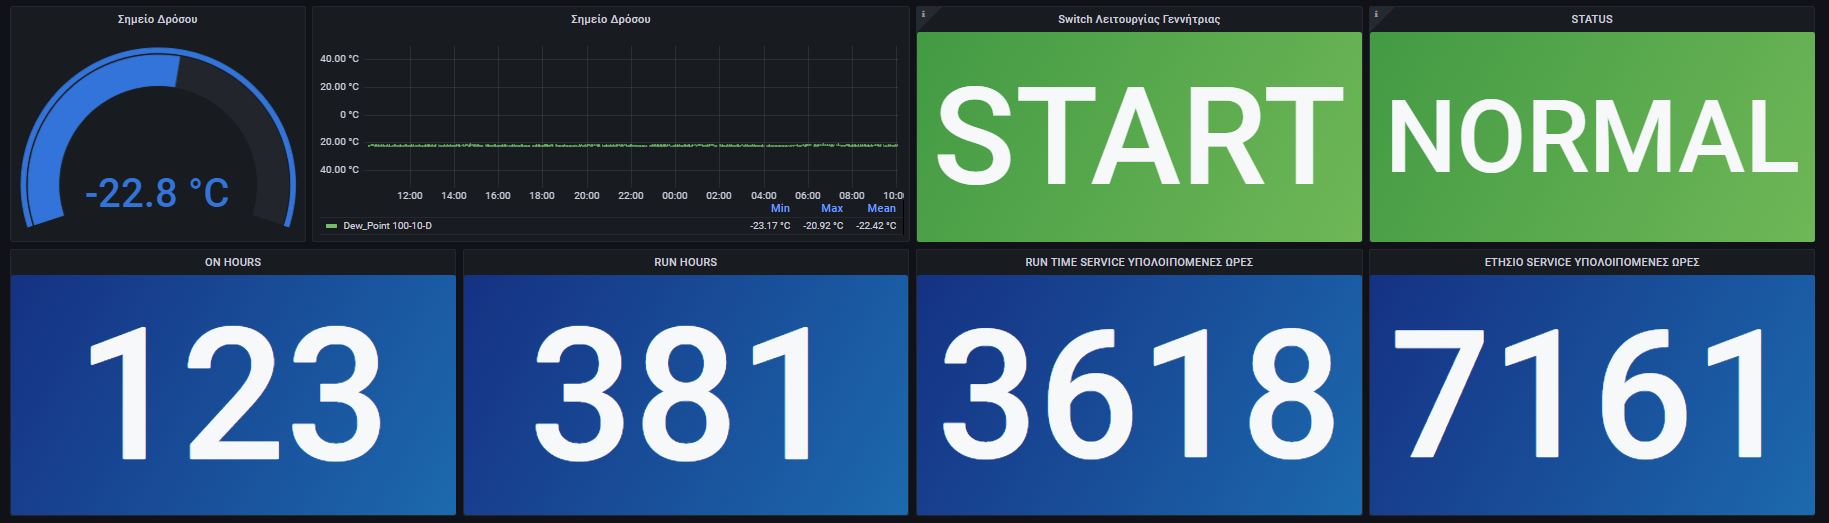 Σημείο Δρόσου
-22.8 °C
Σημείο Δρόσου
40.00 °C
20.00 °C
0 °C
20.00 °C
40.00 °C
12:00 14:00 16:00 18:00 20:00 22:00 00:00 02:00 04:00 06:00 08:00 10:00
Min Max Mean
Dew_Point 100-10-D -23.17 °C -20.92 °C -22.42 °C
i
Switch Λειτουργίας Γεννήτριας
START
i
STATUS
NORMAL
ON HOURS
123
RUN HOURS
381
RUN TIME SERVICE ΥΠΟΛΟΙΠΟΜΕΝΕΣ ΩΡΕΣ
3618
ΕΤΗΣΙΟ SERVICE ΥΠΟΛΟΙΠΟΜΕΝΕΣ ΩΡΕΣ
7161